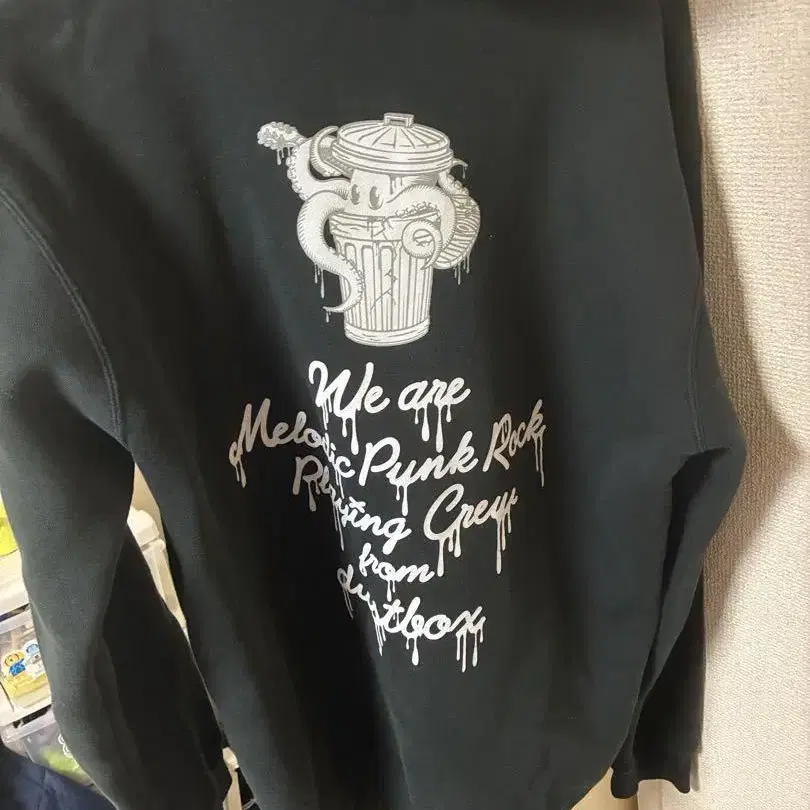 We are
Melodic Punk Rock
Playing Crew
from
dustbox